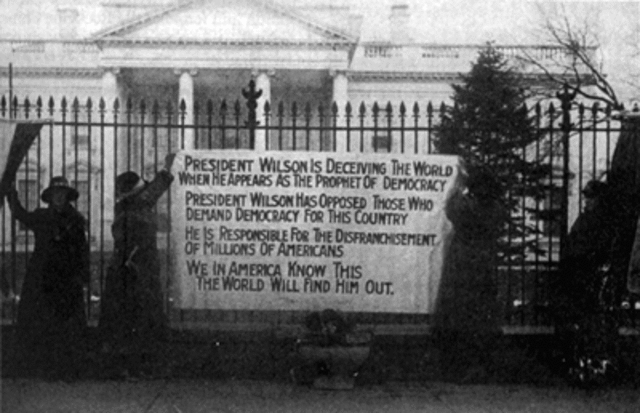 PRESIDENT WILSON IS DECEIVING THE WORLD
WHEN HE APPEARS AS THE PROPHET OF DEMOCRACY
PRESIDENT WILSON HAS OPPOSED THOSE WHO
DEMAND DEMOCRACY FOR THIS COUNTRY
HE IS RESPONSIBLE FOR THE DISFRANCHISEMENT
OF MILLIONS OF AMERICANS
WE IN AMERICA KNOW THIS
THE WORLD WILL FIND HIM OUT.